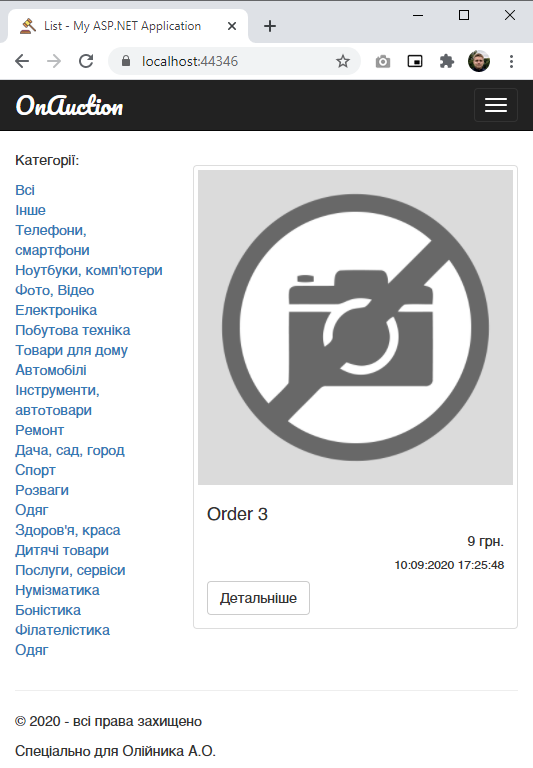 List - My ASP.NET Application
localhost:44346
OnAuction
Категорії:
Всі
Інше
Телефони,
смартфони
Ноутбуки, комп'ютери
Фото, Відео
Електроніка
Побутова техніка
Товари для дому
Автомобілі
Інструменти,
автотовари
Ремонт
Дача, сад, город
Спорт
Розваги
Одяг
Здоров'я, краса
Дитячі товари
Послуги, сервіси
Нумізматика
Боністика
Філателістика
Одяг
Order 3
9 грн.
10:09:2020 17:25:48
Детальніше
© 2020 - всі права захищено
Спеціально для Олійника А.О.